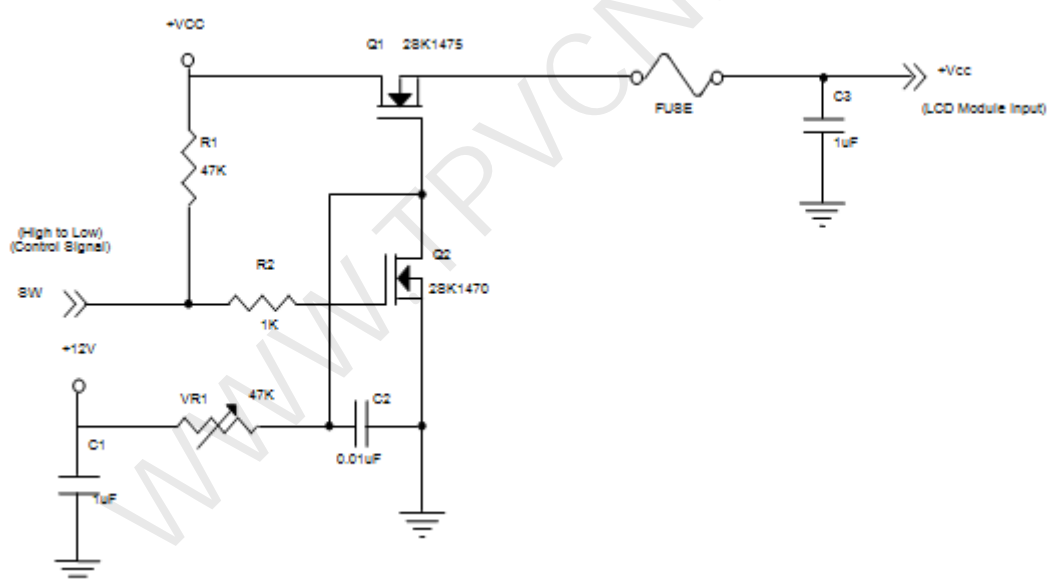 +VCC
Q1 2SK1475
+Vcc
FUSE
C3
(LCD Module Input)
R1
1uF
47K
(High to Low)
(Control Signal)
Q2
R2
SW
2SK1470
1K
+12V
VR1
47K
C2
C1
0.01uF
1uF
WWW.TPVCN